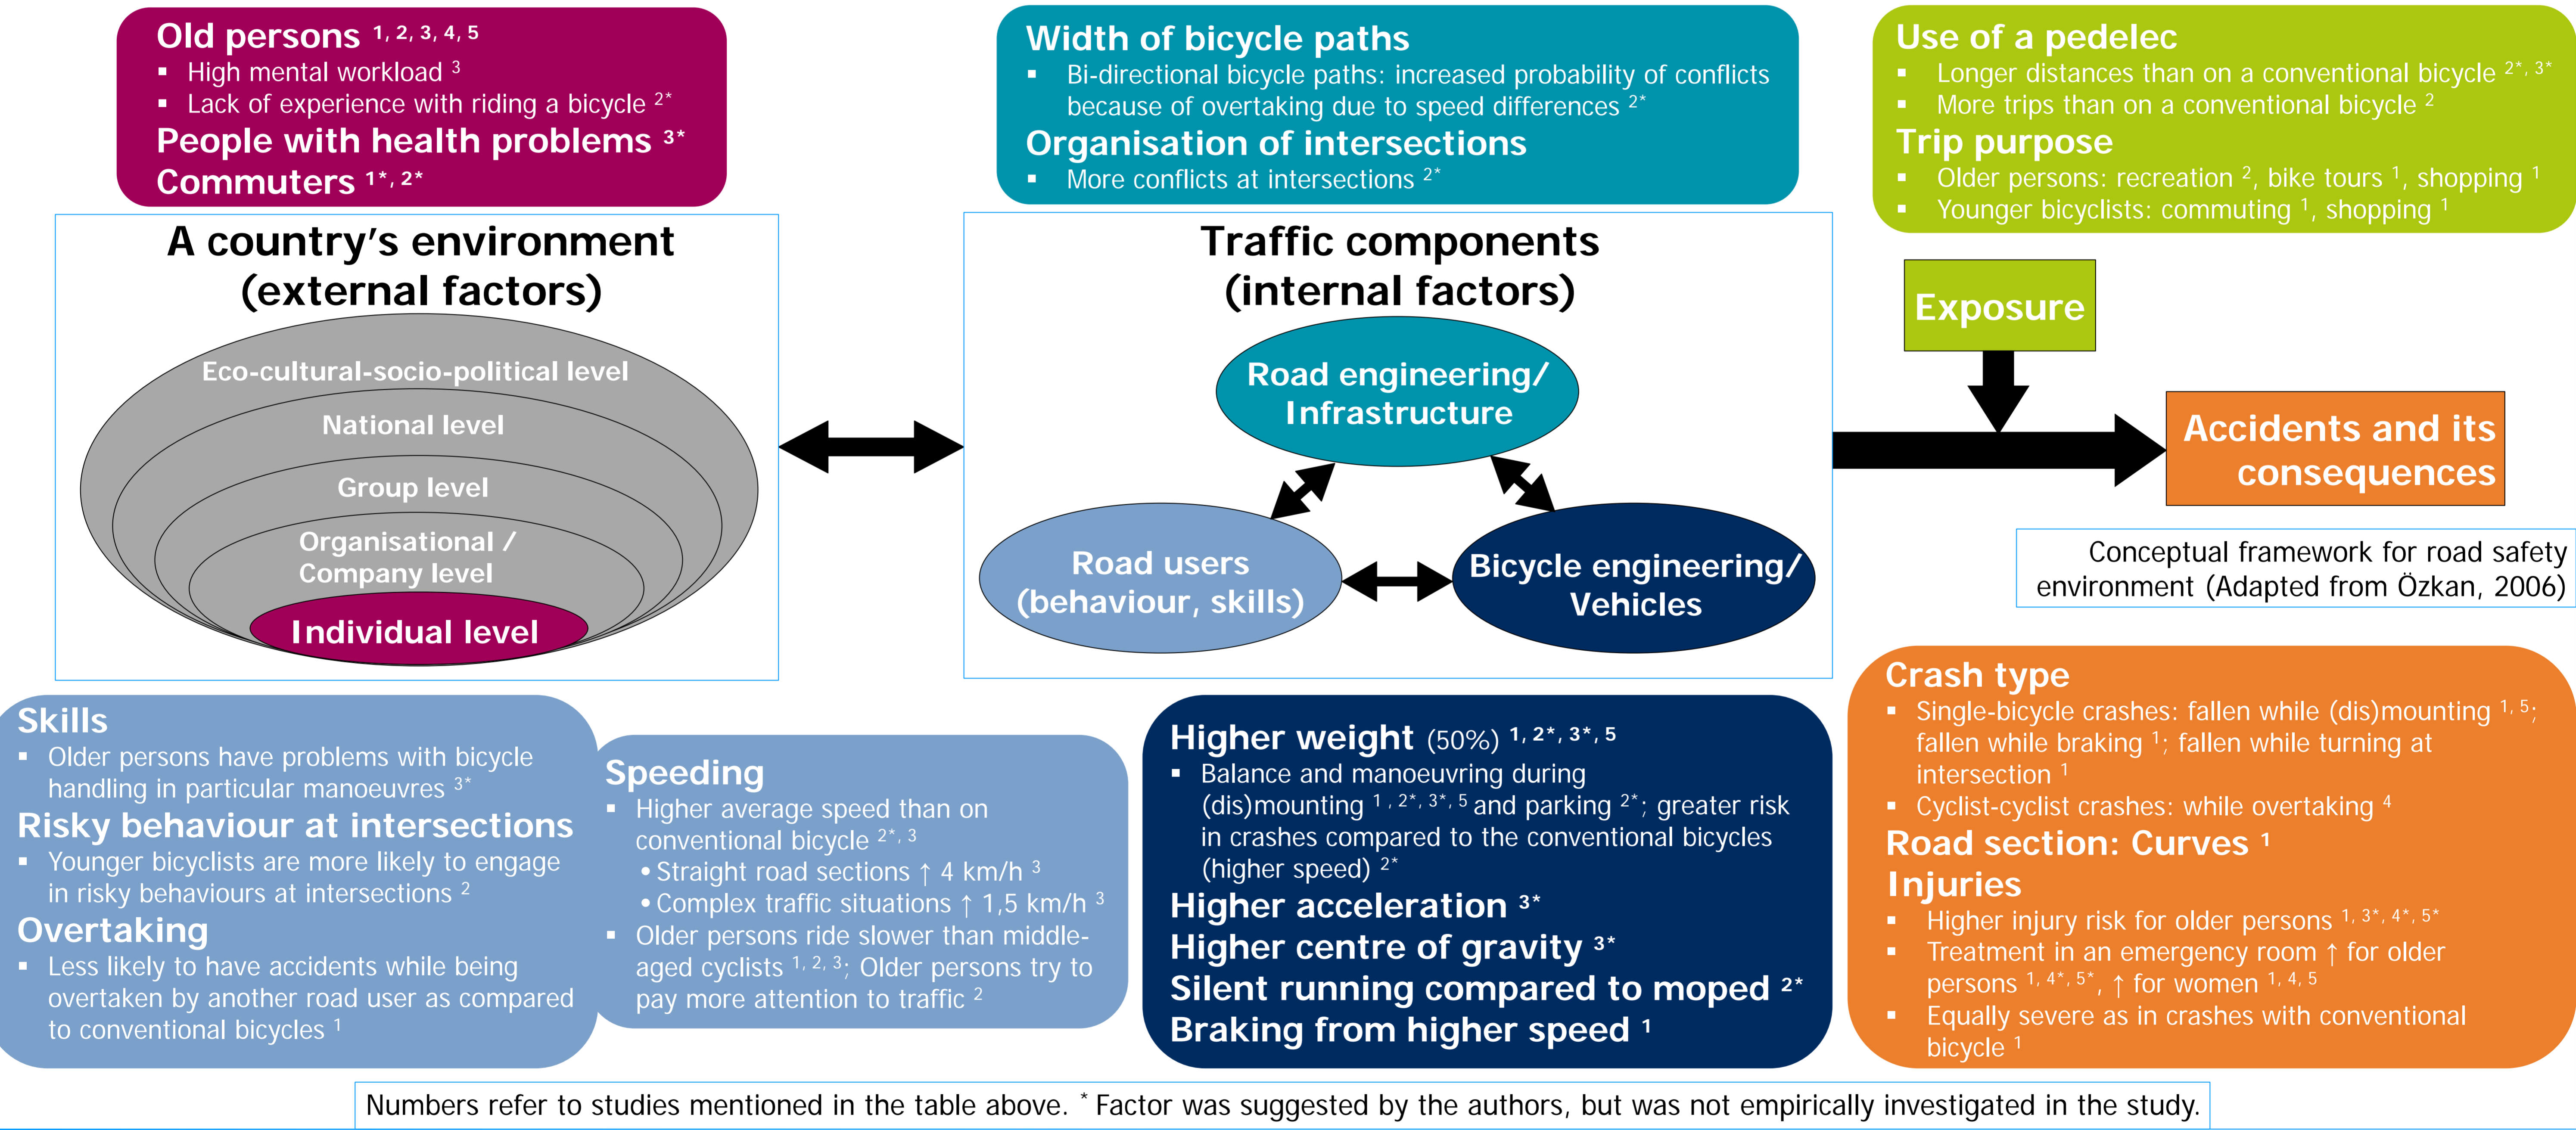 Old persons 1, 2, 3, 4, 5
▪ High mental workload 3
▪ Lack of experience with riding a bicycle 2*
People with health problems 3*
Commuters 1*, 2*
Width of bicycle paths
▪ Bi-directional bicycle paths: increased probability of conflicts
because of overtaking due to speed differences 2*
Organisation of intersections
▪ More conflicts at intersections 2*
Use of a pedelec
▪ Longer distances than on a conventional bicycle 2*, 3*
▪ More trips than on a conventional bicycle 2
Trip purpose
▪ Older persons: recreation 2, bike tours 1, shopping 1
▪ Younger bicyclists: commuting 1, shopping 1
A country's environment
(external factors)
Eco-cultural-socio-political level
National level
Group level
Organisational /
Company level
Individual level
Traffic components
(internal factors)
Road engineering/
Infrastructure
Road users
(behaviour, skills)
Bicycle engineering/
Vehicles
Exposure
Accidents and its
consequences
Conceptual framework for road safety
environment (Adapted from Özkan, 2006)
Skills
▪ Older persons have problems with bicycle
handling in particular manoeuvres 3*
Risky behaviour at intersections
▪ Younger bicyclists are more likely to engage
in risky behaviours at intersections 2
Overtaking
▪ Less likely to have accidents while being
overtaken by another road user as compared
to conventional bicycles 1
Speeding
▪ Higher average speed than on
conventional bicycle 2*, 3
• Straight road sections ↑ 4 km/h 3
• Complex traffic situations ↑ 1,5 km/h 3
▪ Older persons ride slower than middle-
aged cyclists 1, 2, 3; Older persons try to
pay more attention to traffic 2
Higher weight (50%) 1, 2*, 3*, 5
▪ Balance and manoeuvring during
(dis)mounting 1 , 2*, 3*, 5 and parking 2*; greater risk
in crashes compared to the conventional bicycles
(higher speed) 2*
Higher acceleration 3*
Higher centre of gravity 3*
Silent running compared to moped 2*
Braking from higher speed 1
Crash type
▪ Single-bicycle crashes: fallen while (dis)mounting 1, 5;
fallen while braking 1; fallen while turning at
intersection 1
▪ Cyclist-cyclist crashes: while overtaking 4
Road section: Curves 1
Injuries
▪ Higher injury risk for older persons 1, 3*, 4*, 5*
▪ Treatment in an emergency room ↑ for older
persons 1, 4*, 5*, ↑ for women 1, 4, 5
▪ Equally severe as in crashes with conventional
bicycle 1
Numbers refer to studies mentioned in the table above. * Factor was suggested by the authors, but was not empirically investigated in the study.